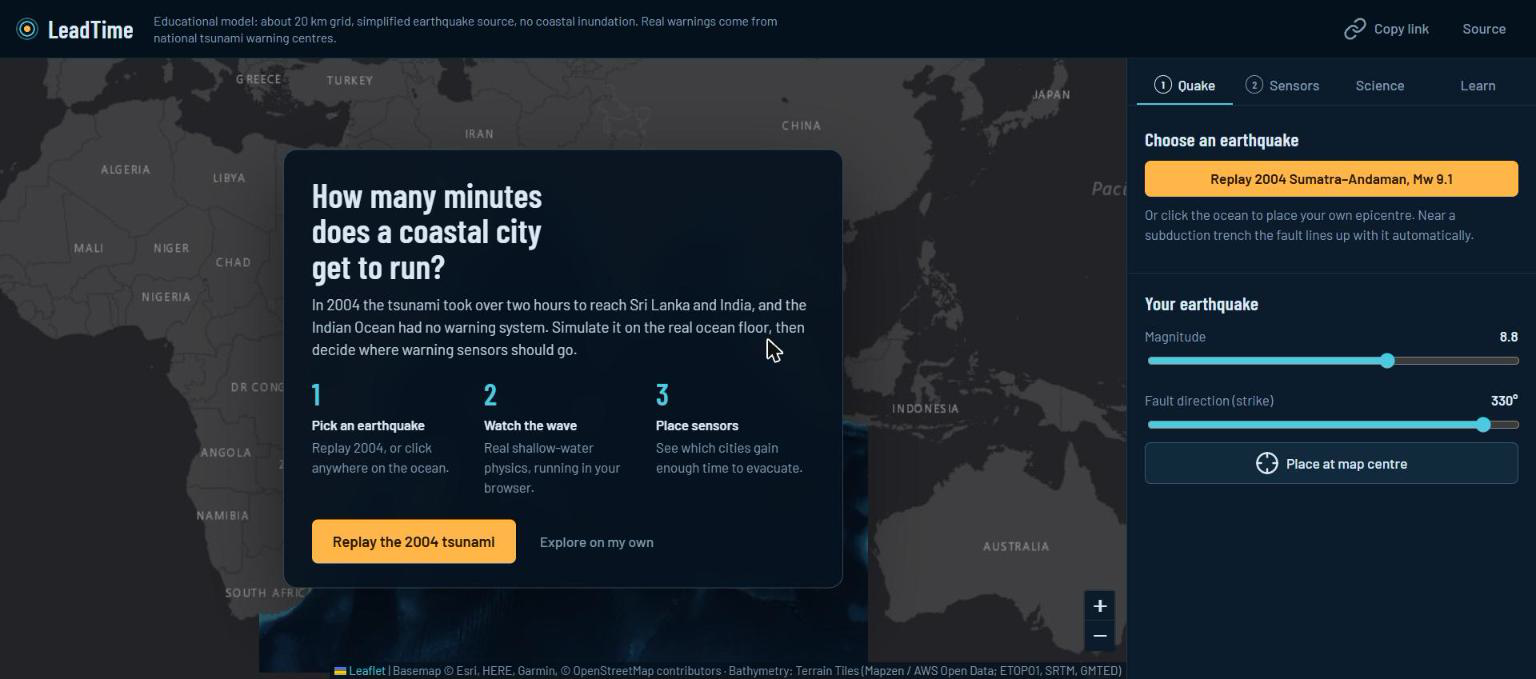 LeadTime
Educational model: about 20 km grid, simplified earthquake source, no coastal inundation. Real warnings come from
national tsunami warning centres.
Copy link
Source
GREECE
TURKEY
JAPAN
IRAN
CHINA
ALGERIA
LIBYA
MALI
NIGER
CHAD
NIGERIA
DR CONG
ANGOLA
NAMIBIA
SOUTH AFRIC
INDONESIA
AUSTRALIA
Paci
How many minutes
does a coastal city
get to run?
In 2004 the tsunami took over two hours to reach Sri Lanka and India, and the
Indian Ocean had no warning system. Simulate it on the real ocean floor, then
decide where warning sensors should go.
1
Pick an earthquake
Replay 2004, or click
anywhere on the ocean.
2
Watch the wave
Real shallow-water
physics, running in your
browser.
3
Place sensors
See which cities gain
enough time to evacuate.
Replay the 2004 tsunami
Explore on my own
+
−
Leaflet | Basemap © Esri, HERE, Garmin, © OpenStreetMap contributors · Bathymetry: Terrain Tiles (Mapzen / AWS Open Data; ETOPO1, SRTM, GMTED)
1 Quake
2 Sensors
Science
Learn
Choose an earthquake
Replay 2004 Sumatra–Andaman, Mw 9.1
Or click the ocean to place your own epicentre. Near a
subduction trench the fault lines up with it automatically.
Your earthquake
Magnitude 8.8
Fault direction (strike) 330°
Place at map centre